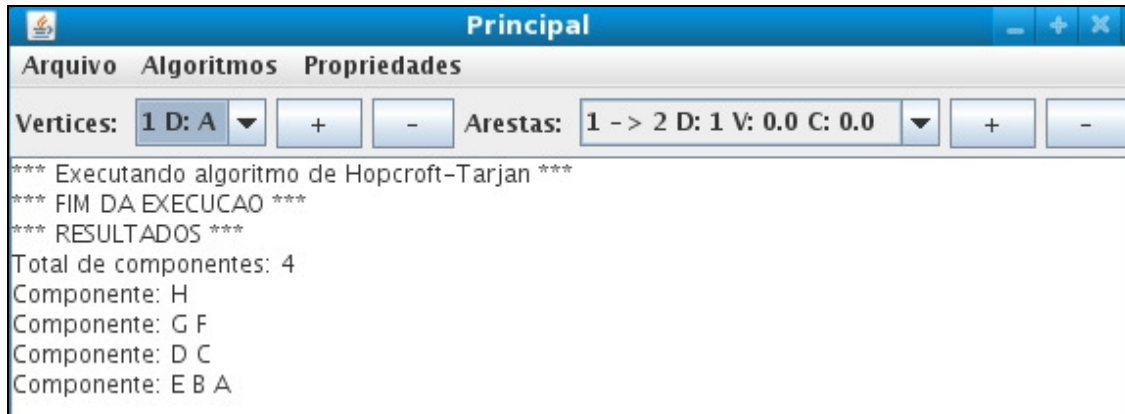 Principal
Arquivo Algoritmos Propriedades
Vertices: 1 D: A + - Arestas: 1 -> 2 D: 1 V: 0.0 C: 0.0 + -
*** Executando algoritmo de Hopcroft-Tarjan ***
*** FIM DA EXECUCAO ***
*** RESULTADOS ***
Total de componentes: 4
Componente: H
Componente: G F
Componente: D C
Componente: E B A